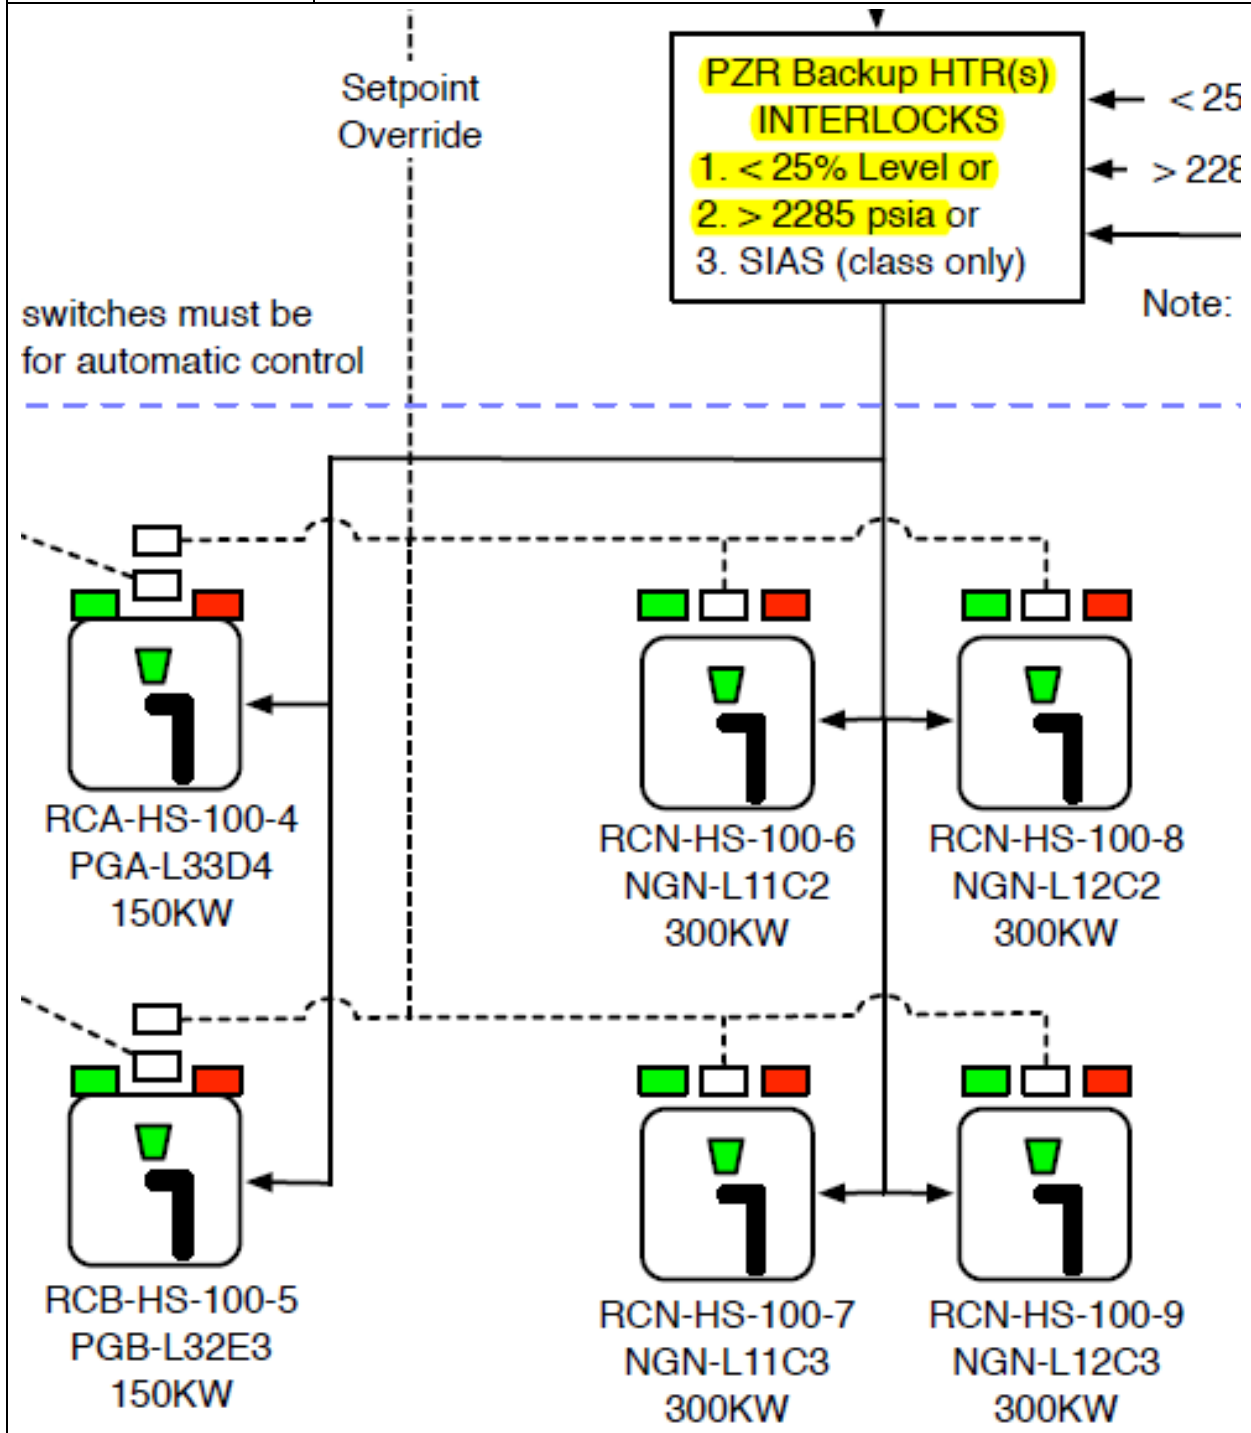 Setpoint
Override
PZR Backup HTR(s)
INTERLOCKS
1. < 25% Level or
2. > 2285 psia or
3. SIAS (class only)
< 25
> 228
Note:
switches must be
for automatic control
RCA-HS-100-4
PGA-L33D4
150KW
RCN-HS-100-6
NGN-L11C2
300KW
RCN-HS-100-8
NGN-L12C2
300KW
RCB-HS-100-5
PGB-L32E3
150KW
RCN-HS-100-7
NGN-L11C3
300KW
RCN-HS-100-9
NGN-L12C3
300KW